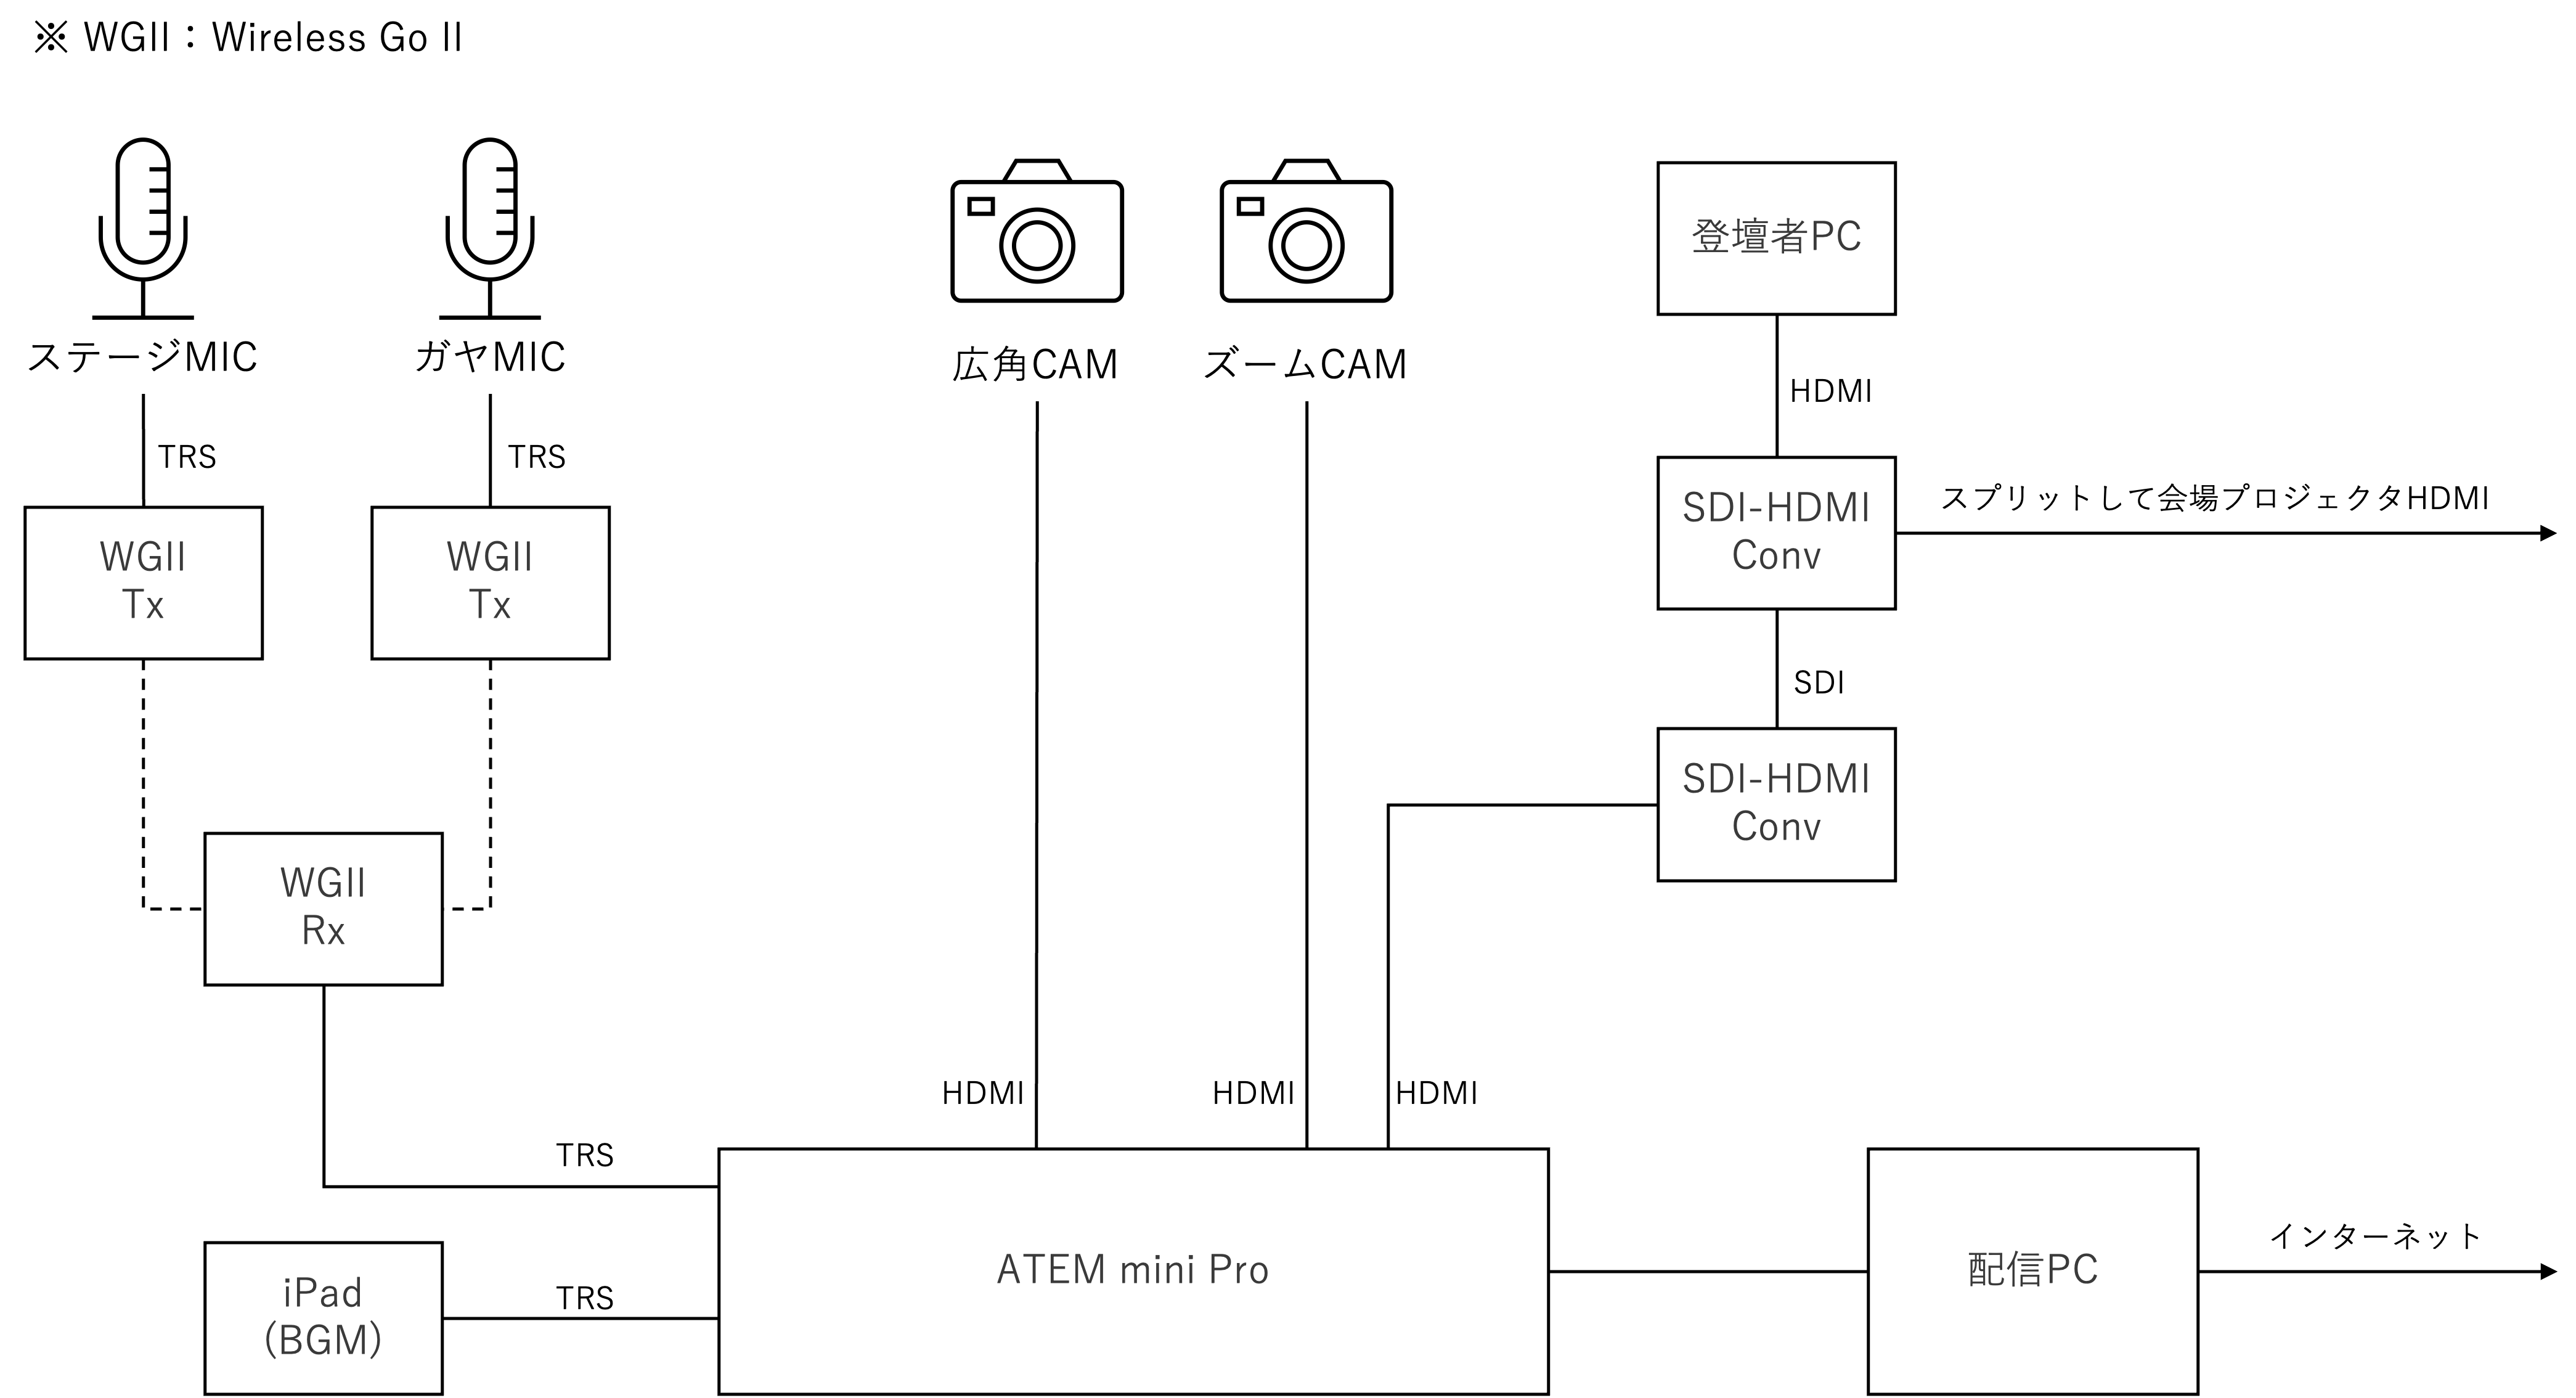 ※ WGII：Wireless Go II
ステージMIC
ガヤMIC
広角CAM
ズームCAM
登壇者PC
HDMI
TRS
TRS
SDI-HDMI
Conv
スプリットして会場プロジェクタHDMI
WGII
Tx
WGII
Tx
SDI
SDI-HDMI
Conv
WGII
Rx
HDMI
HDMI
HDMI
TRS
iPad
(BGM)
TRS
ATEM mini Pro
配信PC
インターネット